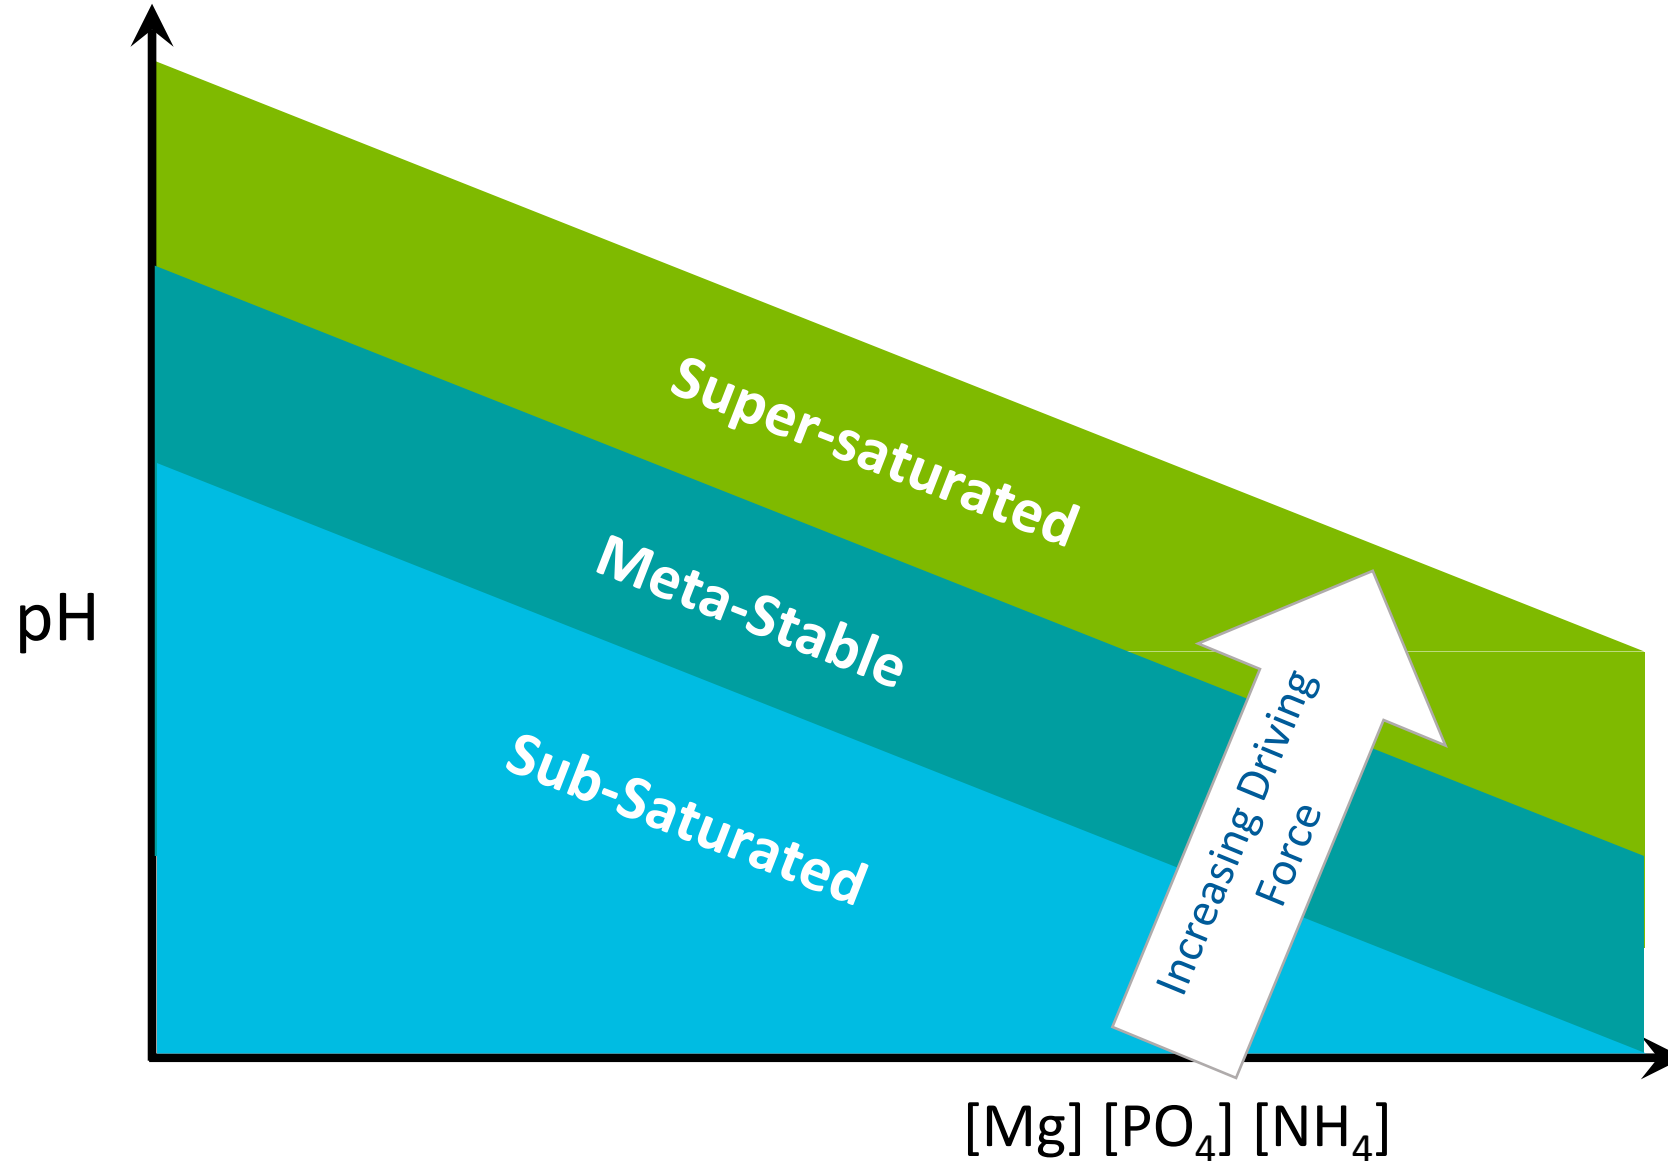 Super-saturated
Meta-Stable
pH
Sub-Saturated
Increasing Driving
Force
[Mg] [PO₄] [NH₄]